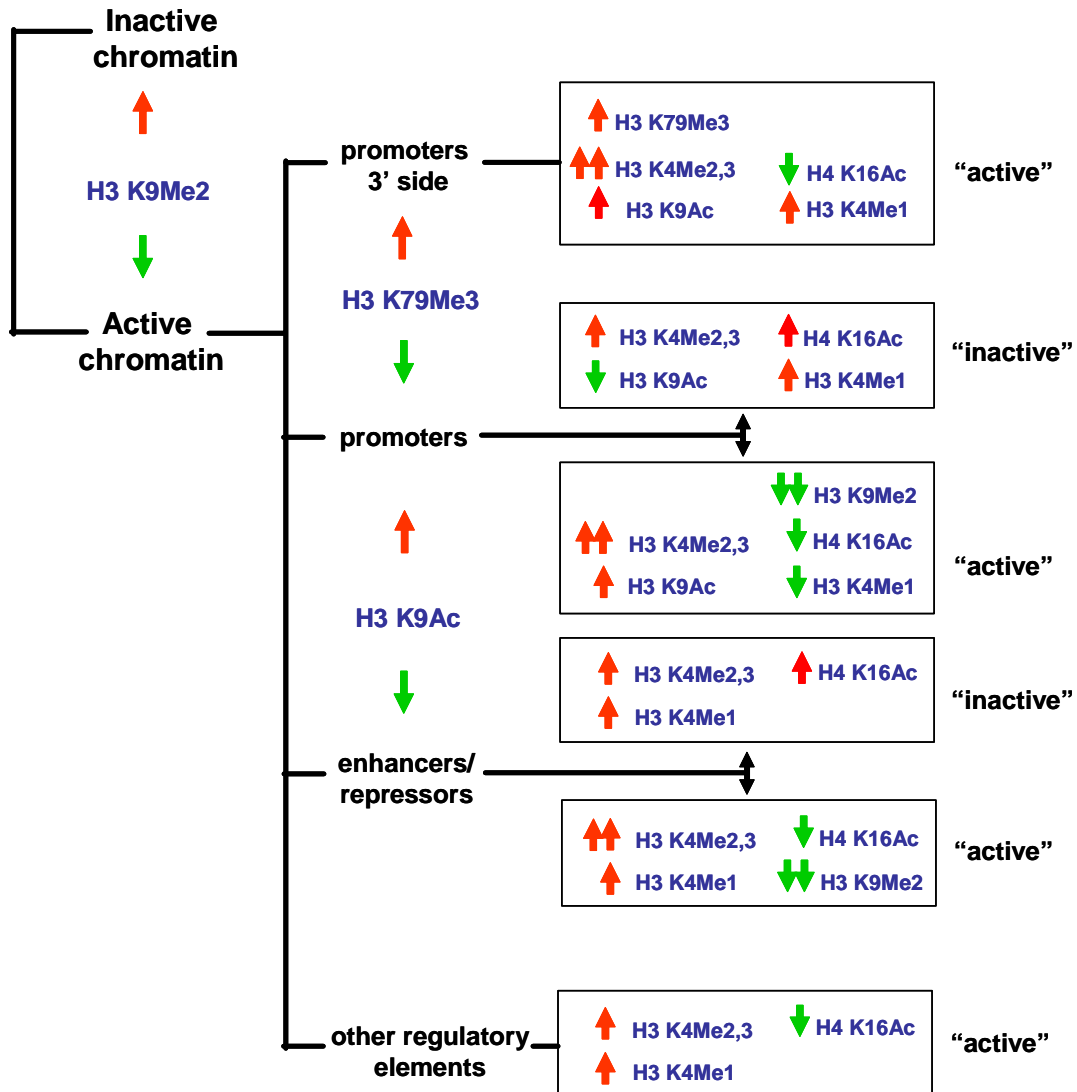 Inactive
chromatin
H3 K9Me2
Active
chromatin
promoters
3' side
H3 K79Me3
promoters
H3 K9Ac
enhancers/
repressors
other regulatory
elements
H3 K79Me3
H3 K4Me2,3
H4 K16Ac
H3 K9Ac
H3 K4Me1
“active”
H3 K4Me2,3
H4 K16Ac
H3 K9Ac
H3 K4Me1
“inactive”
H3 K9Me2
H3 K4Me2,3
H4 K16Ac
H3 K9Ac
H3 K4Me1
“active”
H3 K4Me2,3
H4 K16Ac
H3 K4Me1
“inactive”
H3 K4Me2,3
H4 K16Ac
H3 K4Me1
H3 K9Me2
“active”
H3 K4Me2,3
H4 K16Ac
H3 K4Me1
“active”